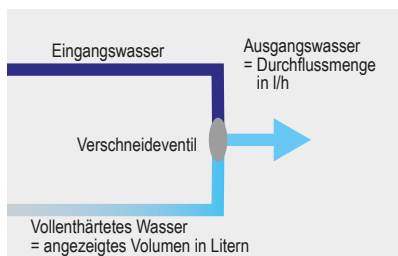 Eingangswasser
Ausgangswasser
= Durchflussmenge
in l/h
Verschneideventil
Vollenthärtetes Wasser
= angezeigtes Volumen in Litern